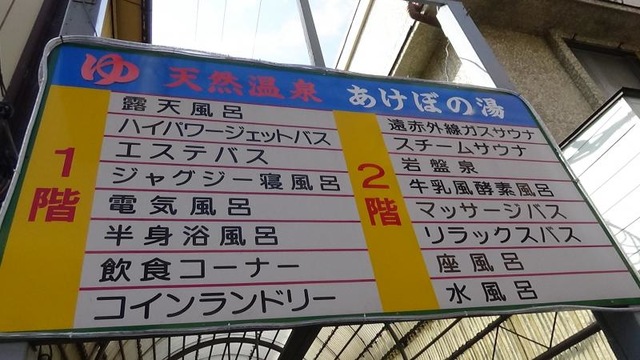 ゆ 天然温泉 あけぼの湯
1階
露天風呂
ハイパワージェットバス
エステバス
ジャグジー寝風呂
電気風呂
半身浴風呂
飲食コーナー
コインランドリー
2階
遠赤外線ガスサウナ
スチームサウナ
岩盤泉
牛乳風酵素風呂
マッサージバス
リラックスバス
座風呂
水風呂